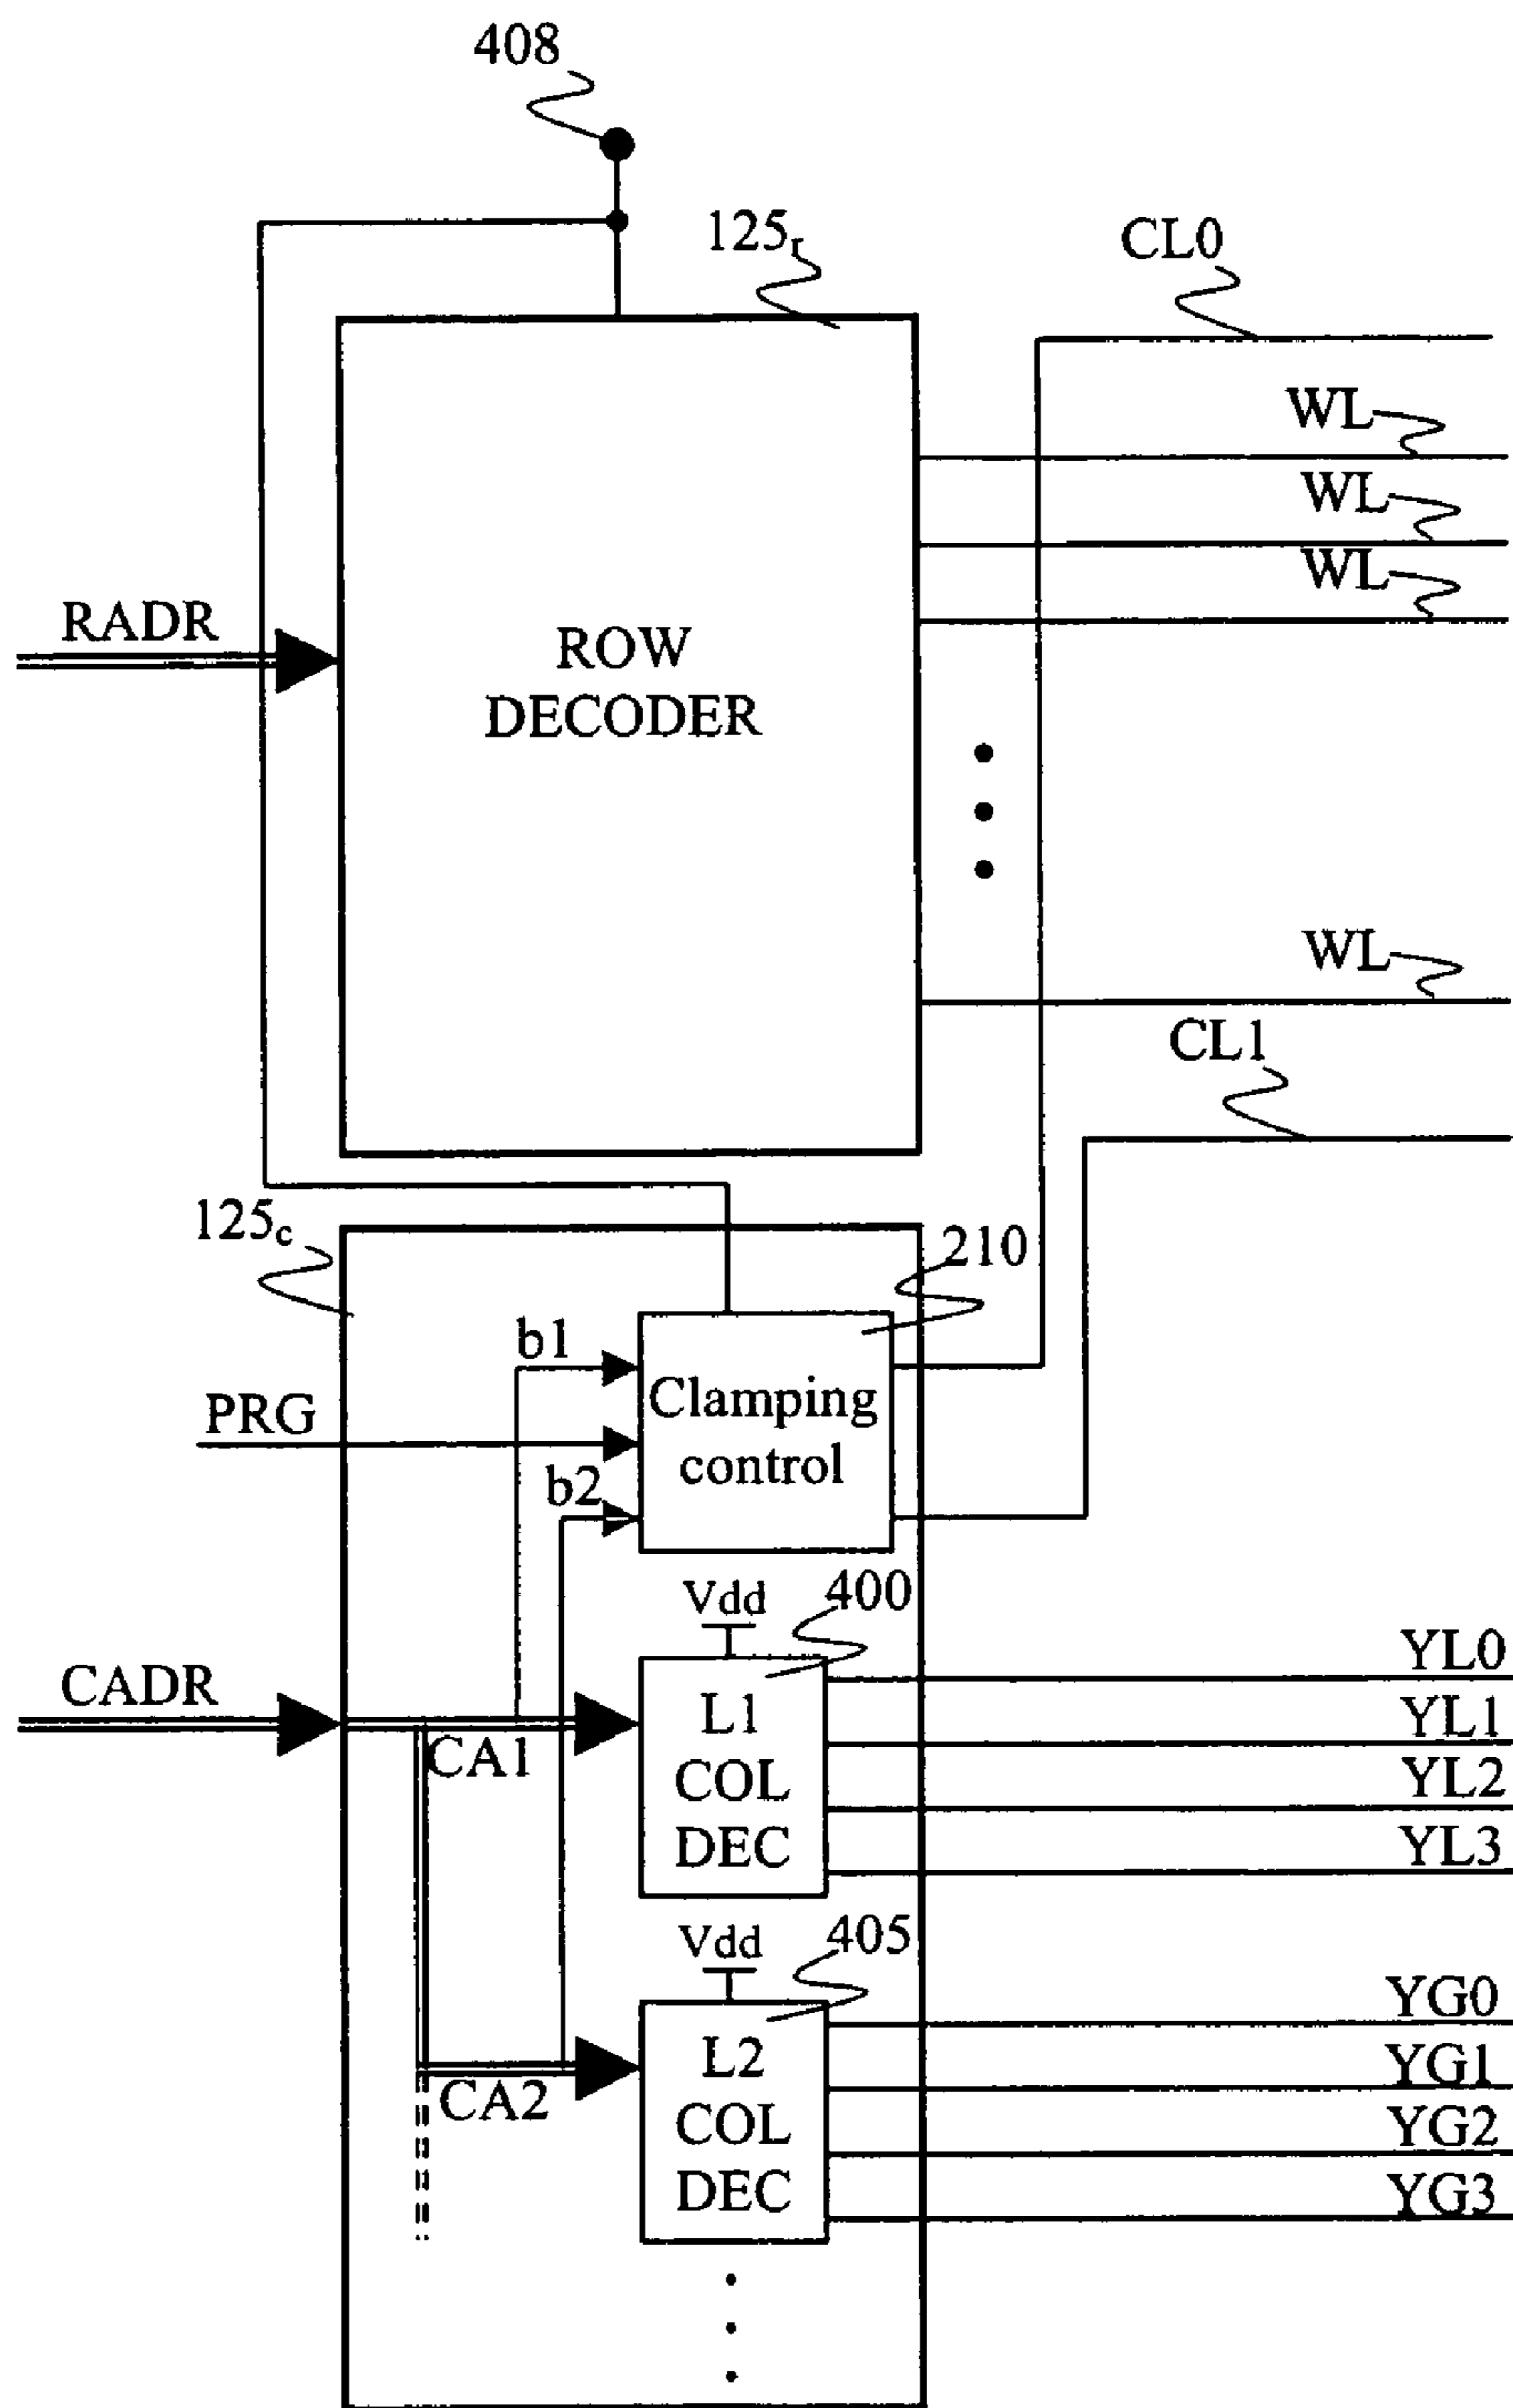 408
125r
CL0
WL
WL
WL
RADR
ROW
DECODER
WL
CL1
125c
210
b1
PRG
Clamping
control
b2
Vdd
400
CADR
CA1
L1
COL
DEC
YL0
YL1
YL2
YL3
Vdd
405
CA2
L2
COL
DEC
YG0
YG1
YG2
YG3